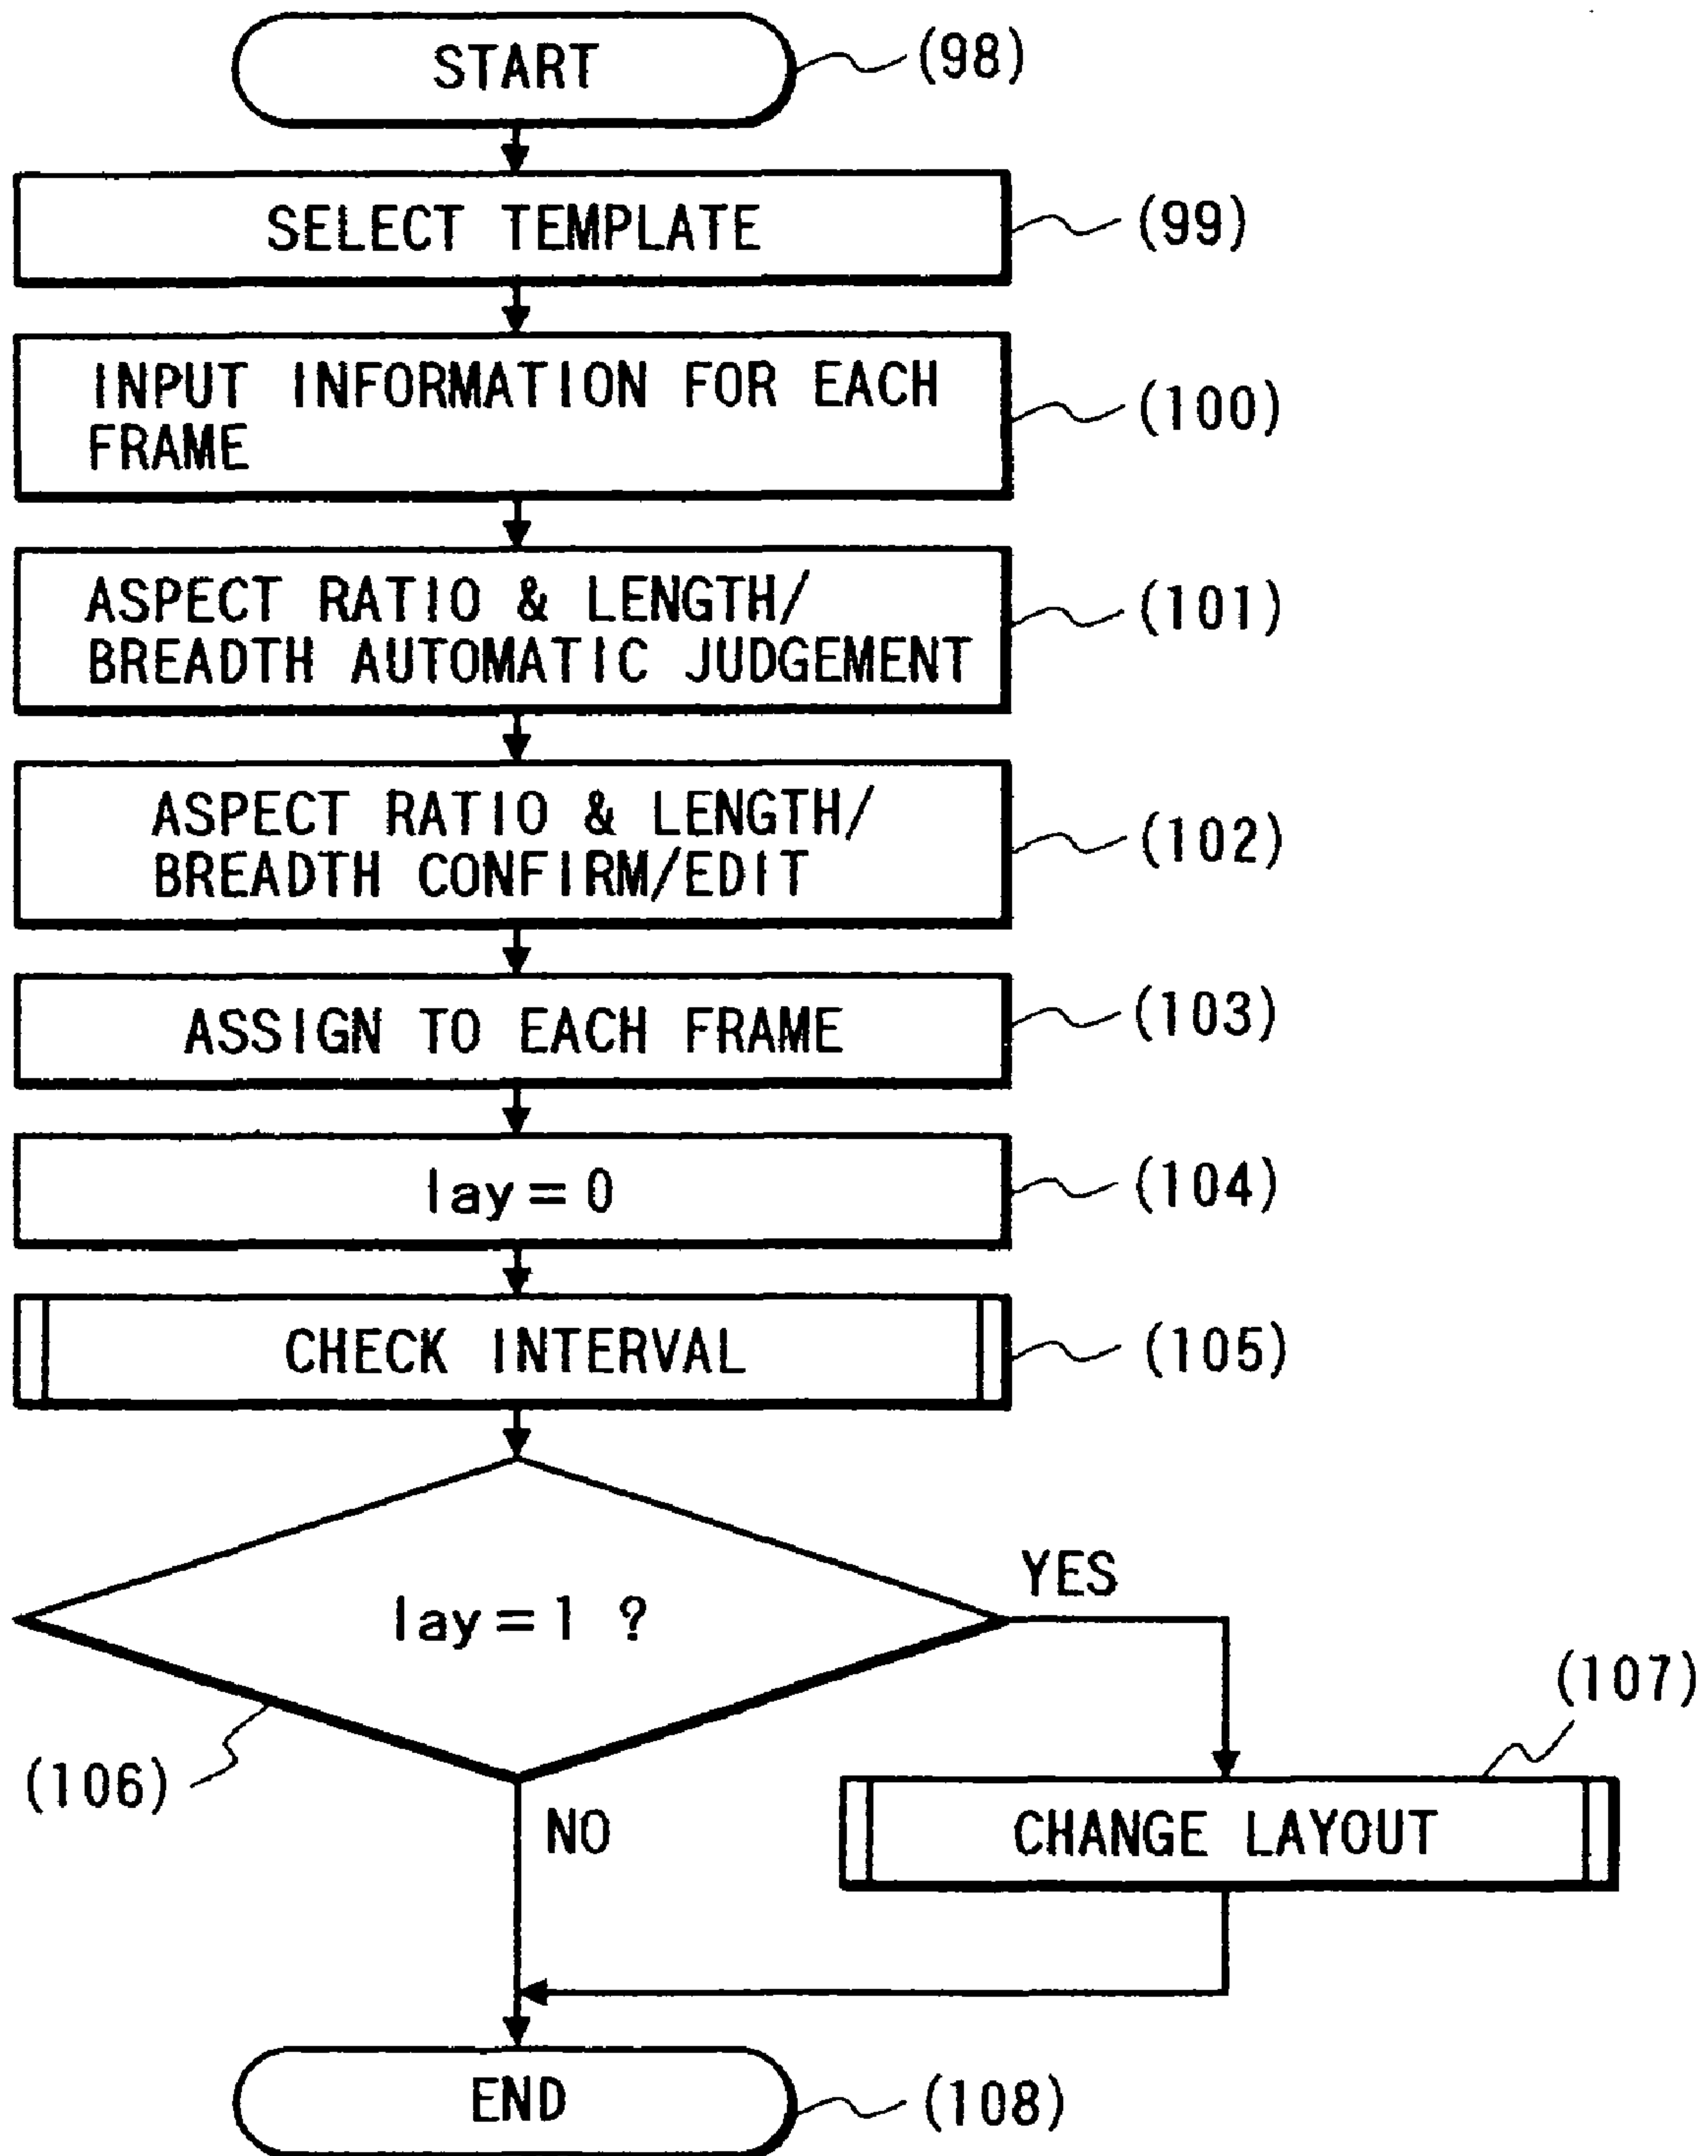 START
(98)
SELECT TEMPLATE
(99)
INPUT INFORMATION FOR EACH
FRAME
(100)
ASPECT RATIO & LENGTH/
BREADTH AUTOMATIC JUDGEMENT
(101)
ASPECT RATIO & LENGTH/
BREADTH CONFIRM/EDIT
(102)
ASSIGN TO EACH FRAME
(103)
lay=0
(104)
CHECK INTERVAL
(105)
lay=1 ?
YES
(106)
NO
(107)
CHANGE LAYOUT
END
(108)